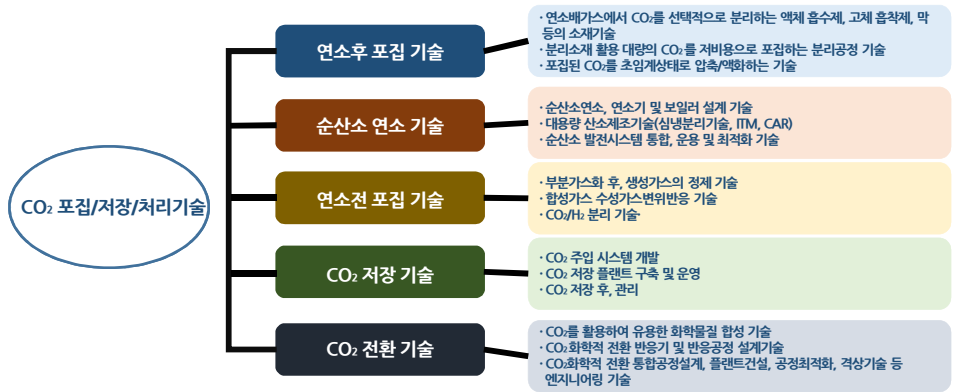 CO₂ 포집/저장/처리기술
연소후 포집 기술
· 연소배가스에서 CO₂를 선택적으로 분리하는 액체 흡수제, 고체 흡착제, 막
등의 소재기술
· 분리소재 활용 대량의 CO₂를 저비용으로 포집하는 분리공정 기술
· 포집된 CO₂를 초임계상태로 압축/액화하는 기술
순산소 연소 기술
· 순산소연소, 연소기 및 보일러 설계 기술
· 대용량 산소제조기술(심냉분리기술, ITM, CAR)
· 순산소 발전시스템 통합, 운용 및 최적화 기술
연소전 포집 기술
· 부분가스화 후, 생성가스의 정제 기술
· 합성가스 수성가스변위반응 기술
· CO₂/H₂ 분리 기술
CO₂ 저장 기술
· CO₂ 주입 시스템 개발
· CO₂ 저장 플랜트 구축 및 운영
· CO₂ 저장 후, 관리
CO₂ 전환 기술
· CO₂를 활용하여 유용한 화학물질 합성 기술
· CO₂ 화학적 전환 반응기 및 반응공정 설계기술
· CO₂화학적 전환 통합공정설계, 플랜트건설, 공정최적화, 격상기술 등
엔지니어링 기술